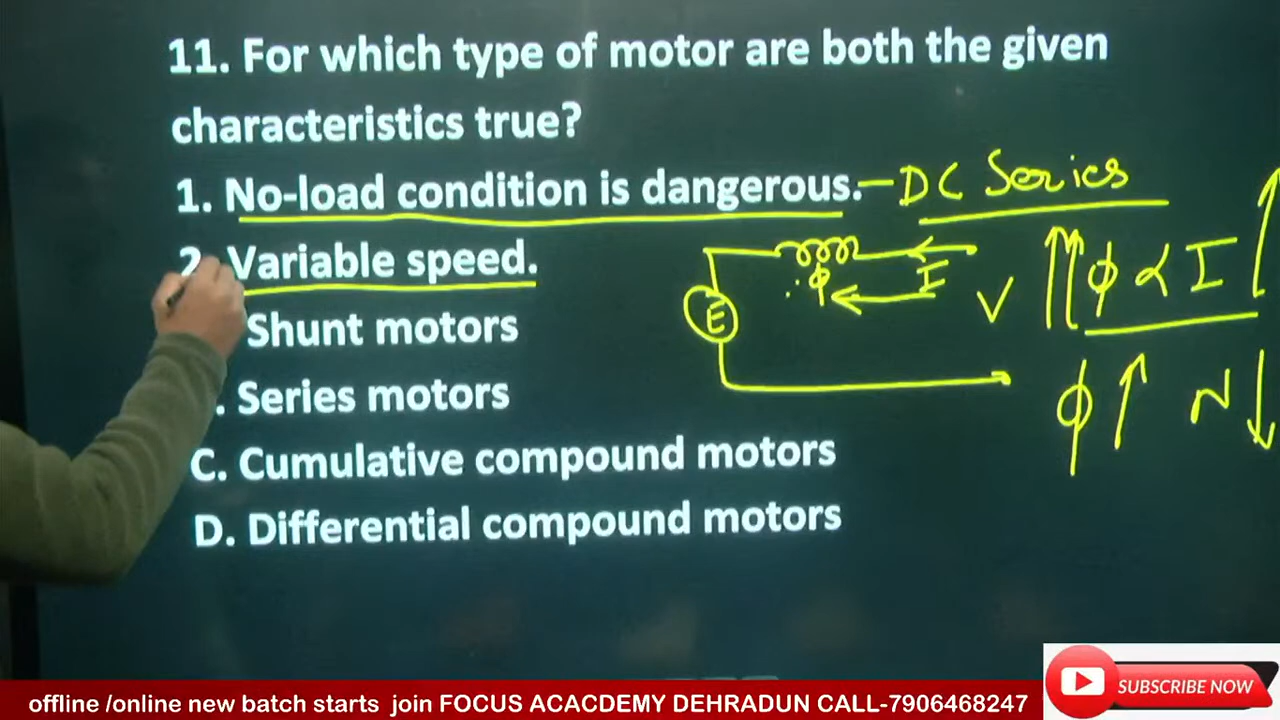 11. For which type of motor are both the given
characteristics true?
1. No-load condition is dangerous. – DC Series
2. Variable speed.
Shunt motors
. Series motors
C. Cumulative compound motors
D. Differential compound motors
I
ϕ
E
V
ϕ ∝ I
ϕ ↑ N ↓
offline /online new batch starts join FOCUS ACACDEMY DEHRADUN CALL-7906468247
SUBSCRIBE NOW